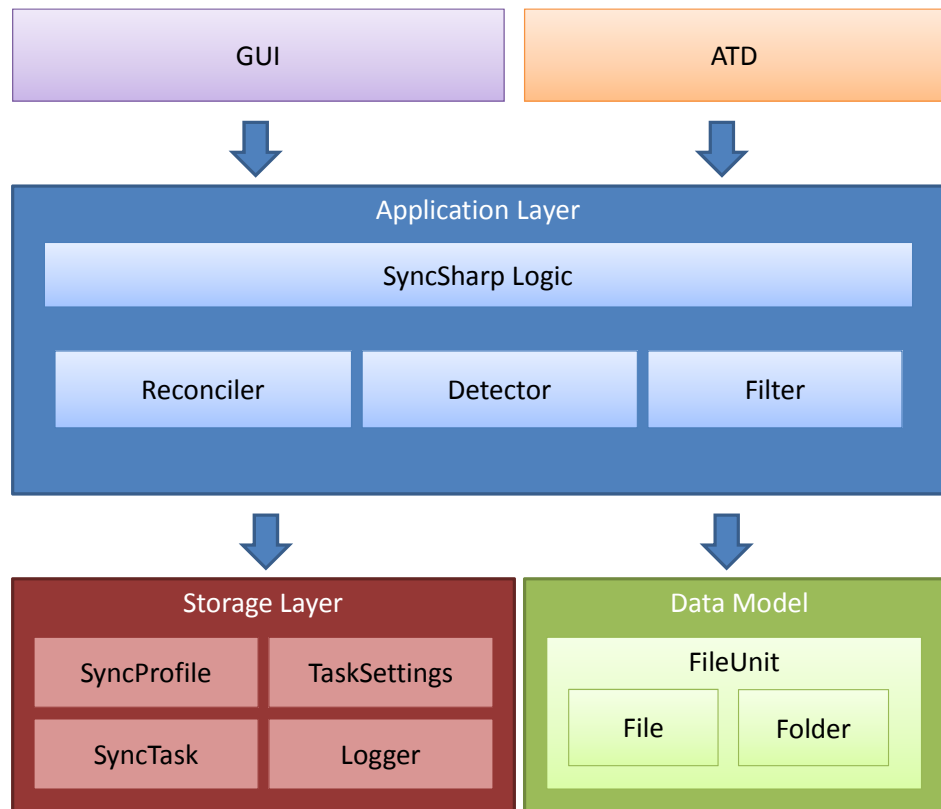 GUI
ATD
Application Layer
SyncSharp Logic
Reconciler
Detector
Filter
Storage Layer
SyncProfile
TaskSettings
SyncTask
Logger
Data Model
FileUnit
File
Folder